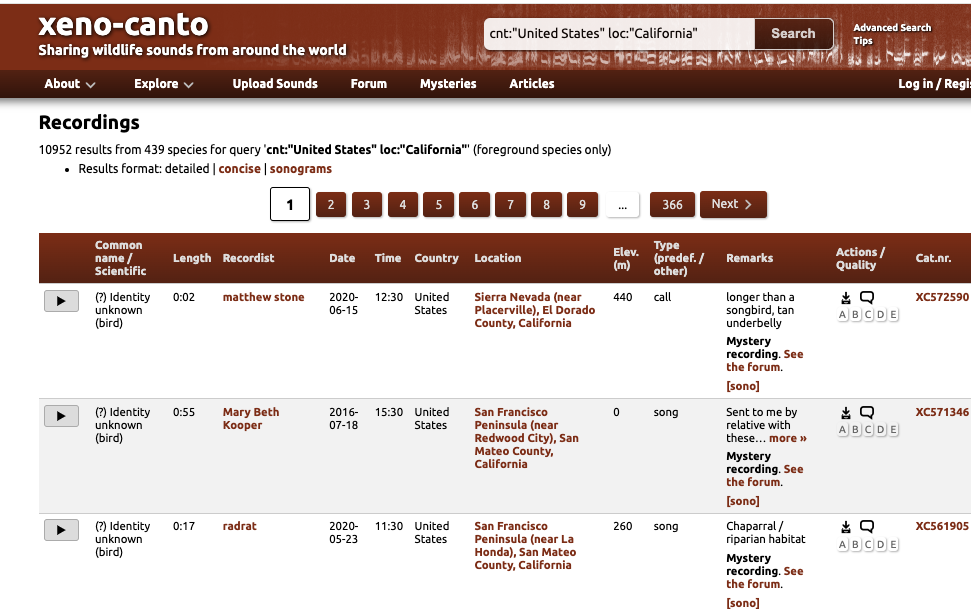 xeno-canto
Sharing wildlife sounds from around the world
cnt:"United States" loc:"California"
Search
Advanced Search
Tips
About
Explore
Upload Sounds
Forum
Mysteries
Articles
Log in / Regi
Recordings
10952 results from 439 species for query 'cnt:"United States" loc:"California"' (foreground species only)
• Results format: detailed | concise | sonograms
1 2 3 4 5 6 7 8 9 ... 366 Next
Common name / Scientific
Length
Recordist
Date
Time
Country
Location
Elev. (m)
Type (predef. / other)
Remarks
Actions / Quality
Cat.nr.
(?) Identity unknown (bird)
0:02
matthew stone
2020-06-15
12:30
United States
Sierra Nevada (near Placerville), El Dorado County, California
440
call
longer than a songbird, tan underbelly
Mystery recording. See the forum.
[sono]
A B C D E
XC572590
(?) Identity unknown (bird)
0:55
Mary Beth Kooper
2016-07-18
15:30
United States
San Francisco Peninsula (near Redwood City), San Mateo County, California
0
song
Sent to me by relative with these... more »
Mystery recording. See the forum.
[sono]
A B C D E
XC571346
(?) Identity unknown (bird)
0:17
radrat
2020-05-23
11:30
United States
San Francisco Peninsula (near La Honda), San Mateo County, California
260
song
Chaparral / riparian habitat
Mystery recording. See the forum.
[sono]
A B C D E
XC561905